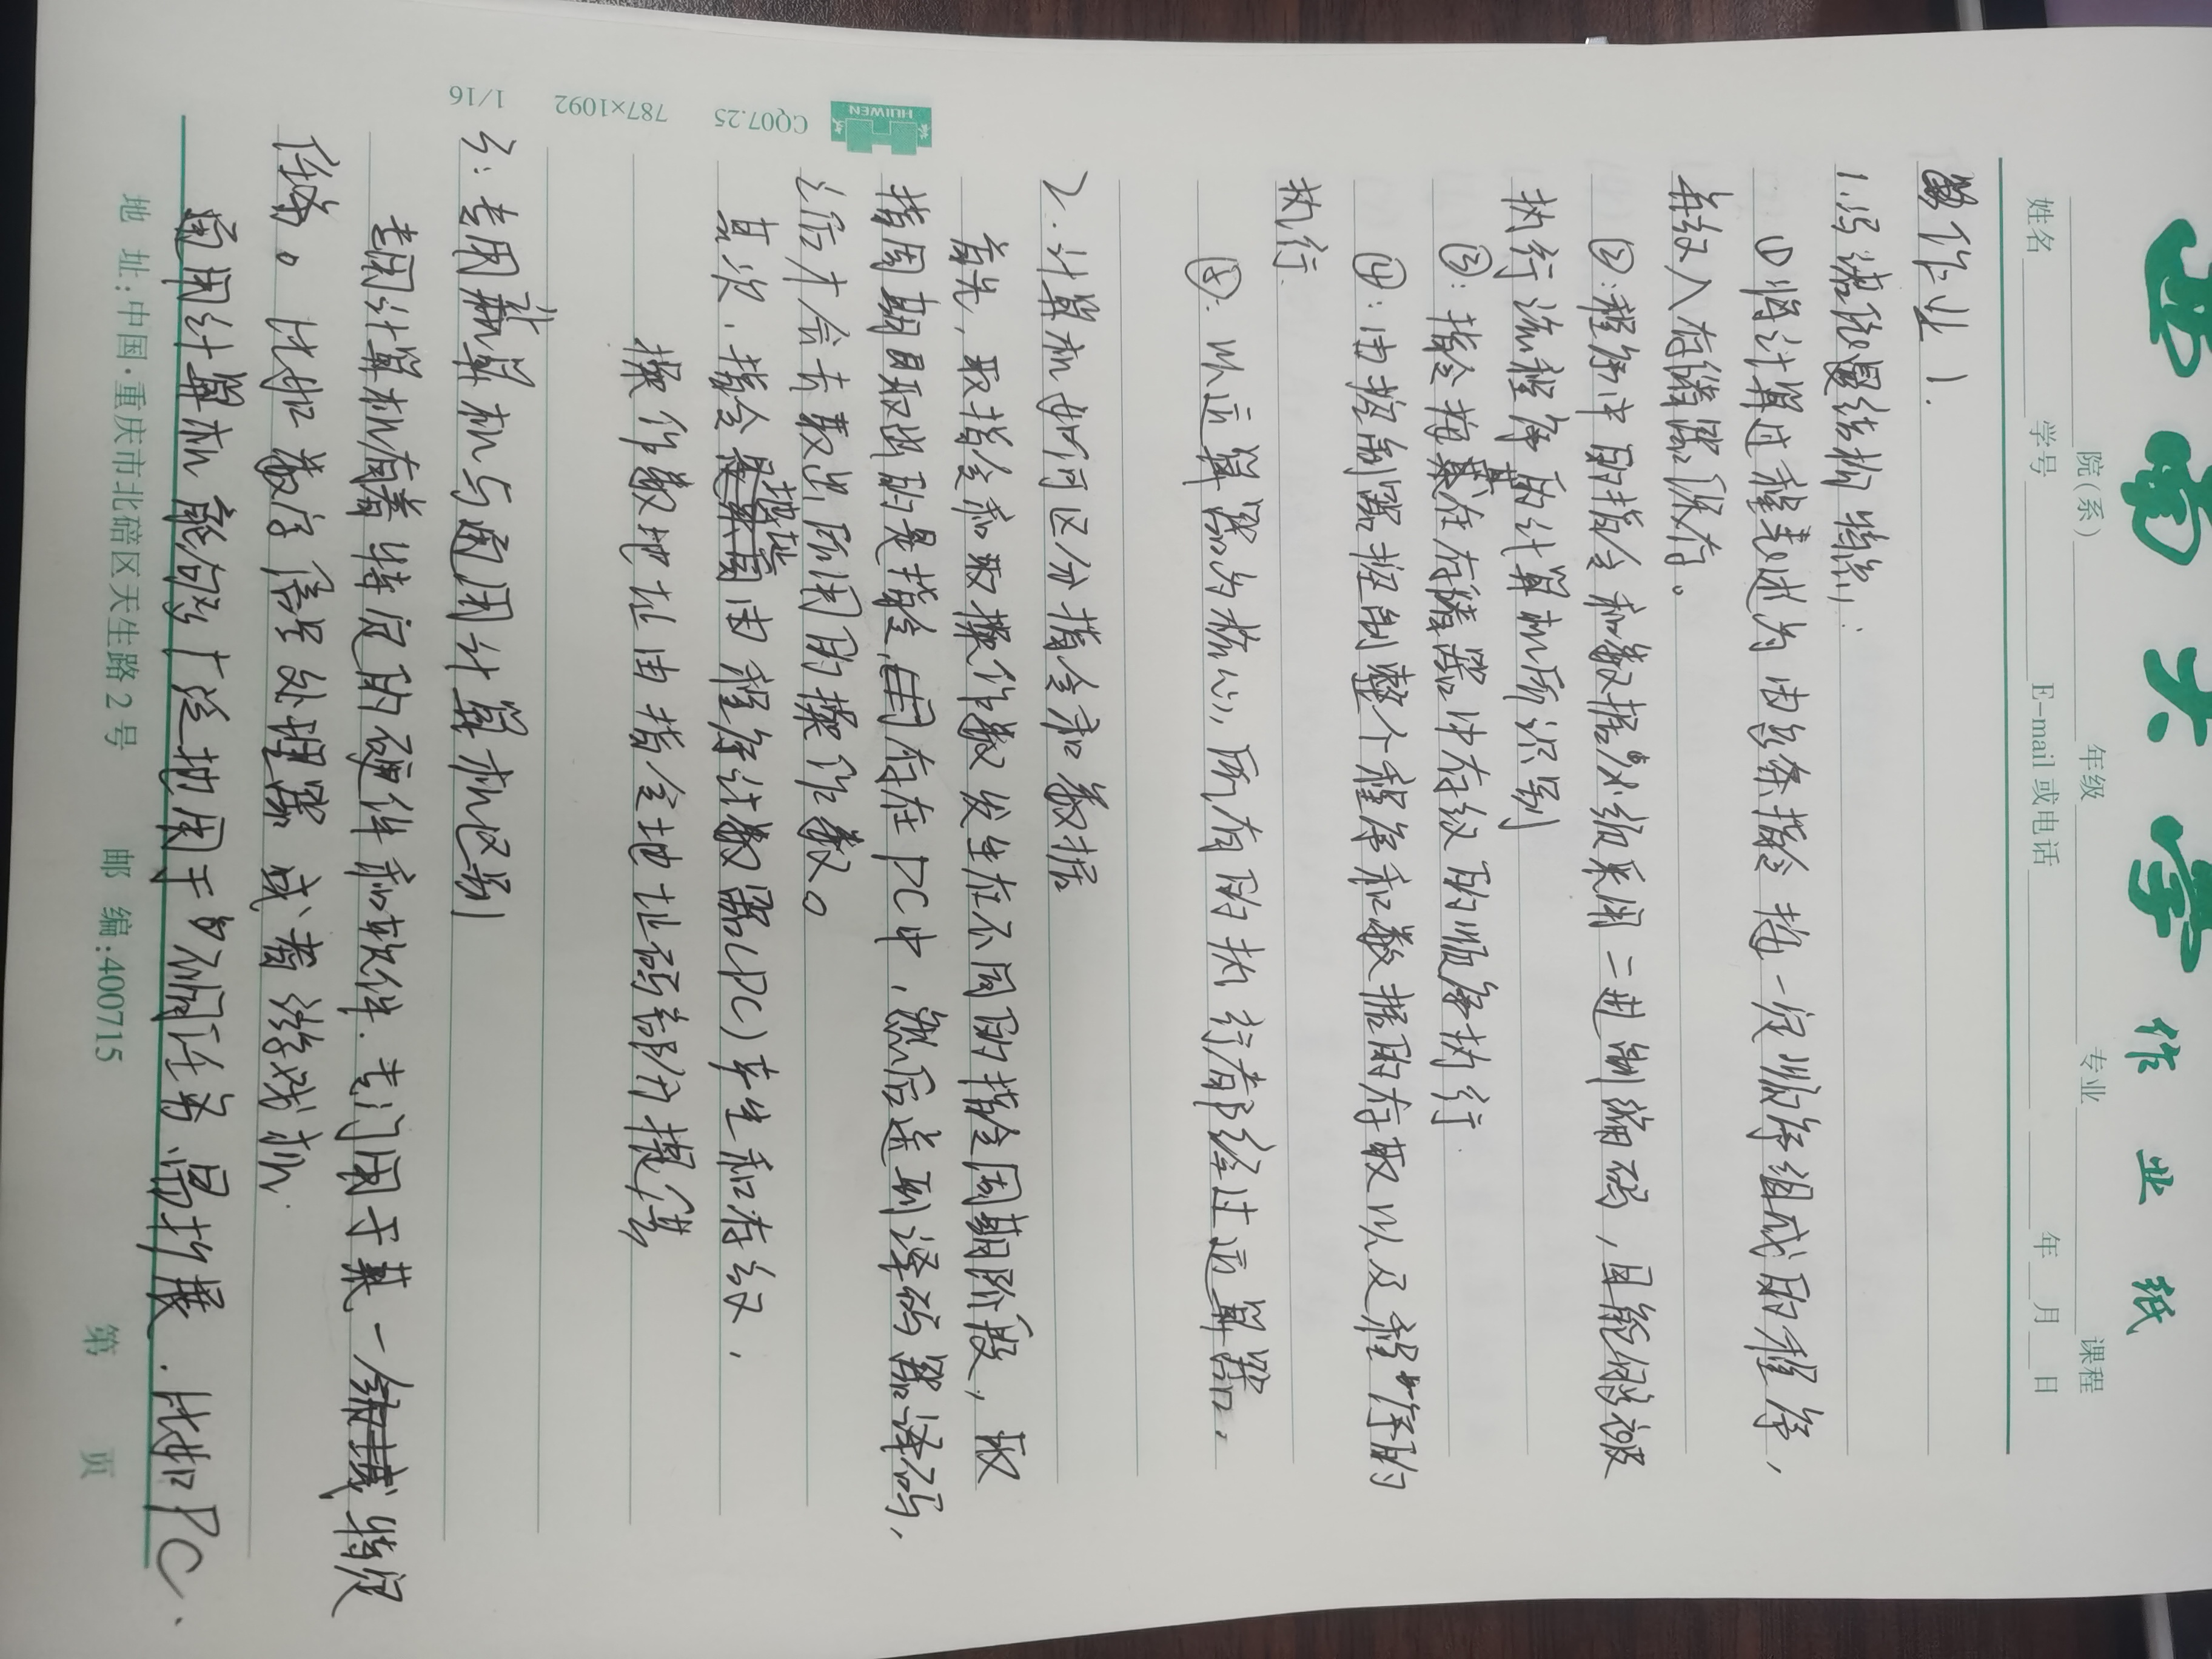 西南大学作业纸
院(系) 年级 专业 课程
姓名 学号 E-mail 或电话 年 月 日
作业1.
1.冯诺依曼结构特点:
①将计算过程表述为由多条指令按一定顺序组成的程序,
并放入存储器保存。
②:程序中的指令和数据必须采用二进制编码,且能够被
执行该程序的计算机所识别
③:指令按其在存储器中存放的顺序执行.
④:由控制器控制整个程序和数据的存取以及程序的
执行.
⑤:以运算器为核心,所有的执行都经过运算器.
2.计算机如何区分指令和数据
首先,取指令和取操作数发生在不同的指令周期阶段,取
指周期取出的是指令,存在PC中,然后送到译码器译码,
之后才会去取出所用的操作数。
其次,指令地址由程序计数器(PC)产生和存放,
操作数地址由指令地址码部分提供
3:专用计算机与通用计算机区别
专用计算机有着特定的硬件和软件.专门用于某一特定
任务。比如数字信号处理器或者游戏机.
通用计算机能够广泛地用于不同任务,易扩展.比如PC.
地 址:中国·重庆市北碚区天生路2号 邮 编:400715 第 页
HUIWEN CQ07.25 787×1092 1/16